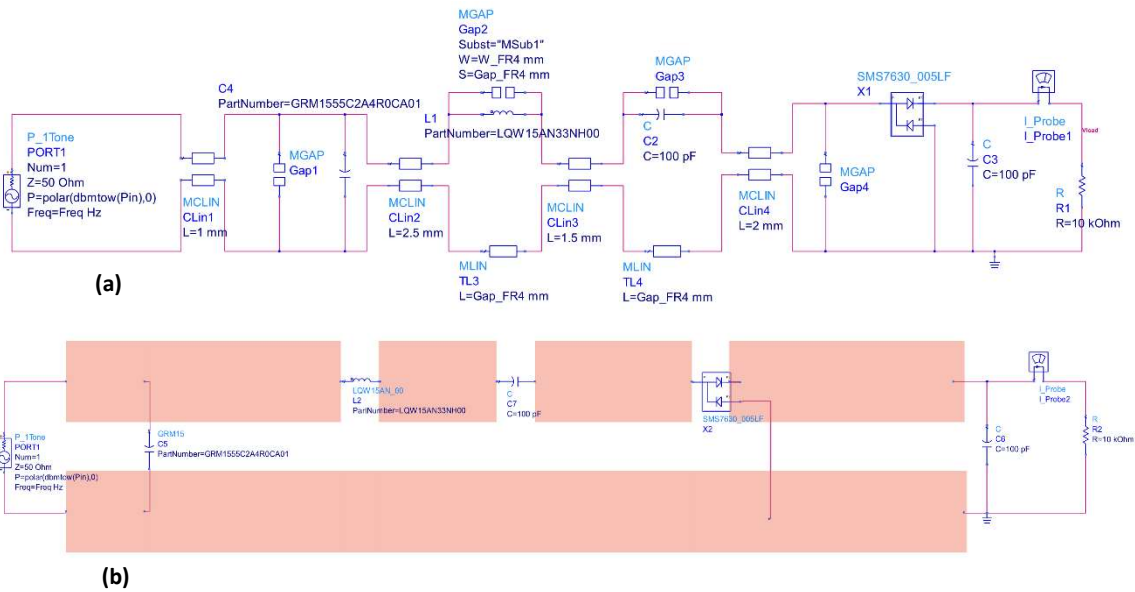 MGAP
Gap2
Subst="MSub1"
W=W_FR4 mm
S=Gap_FR4 mm
MGAP
Gap3
SMS7630_005LF
X1
C4
PartNumber=GRM1555C2A4R0CA01
L1
PartNumber=LQW15AN33NH00
C
C2
C=100 pF
I_Probe
I_Probe1
Vload
P_1Tone
PORT1
Num=1
Z=50 Ohm
P=polar(dbmtow(Pin),0)
Freq=Freq Hz
MGAP
Gap1
MGAP
Gap4
C
C3
C=100 pF
R
R1
R=10 kOhm
MCLIN
CLin1
L=1 mm
MCLIN
CLin2
L=2.5 mm
MCLIN
CLin3
L=1.5 mm
MCLIN
CLin4
L=2 mm
MLIN
TL3
L=Gap_FR4 mm
MLIN
TL4
L=Gap_FR4 mm
(a)
LQW15AN_00
L2
PartNumber=LQW15AN33NH00
C
C7
C=100 pF
SMS7630_005LF
X2
I_Probe
I_Probe2
P_1Tone
PORT1
Num=1
Z=50 Ohm
P=polar(dbmtow(Pin),0)
Freq=Freq Hz
GRM15
C5
PartNumber=GRM1555C2A4R0CA01
C
C6
C=100 pF
R
R2
R=10 kOhm
(b)